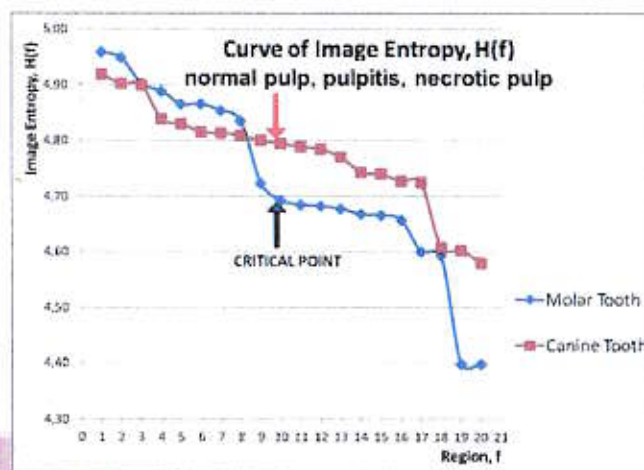 Curve of Image Entropy, H(f)
normal pulp, pulpitis, necrotic pulp
Image Entropy, H(f)
5.00
4.90
4.80
4.70
4.60
4.50
4.40
4.30
CRITICAL POINT
Molar Tooth
Canine Tooth
0 1 2 3 4 5 6 7 8 9 10 11 12 13 14 15 16 17 18 19 20 21
Region, f